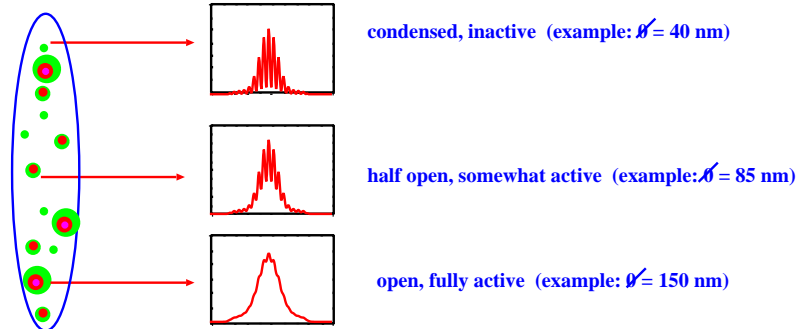 condensed, inactive (example: Ø = 40 nm)
half open, somewhat active (example: Ø = 85 nm)
open, fully active (example: Ø = 150 nm)